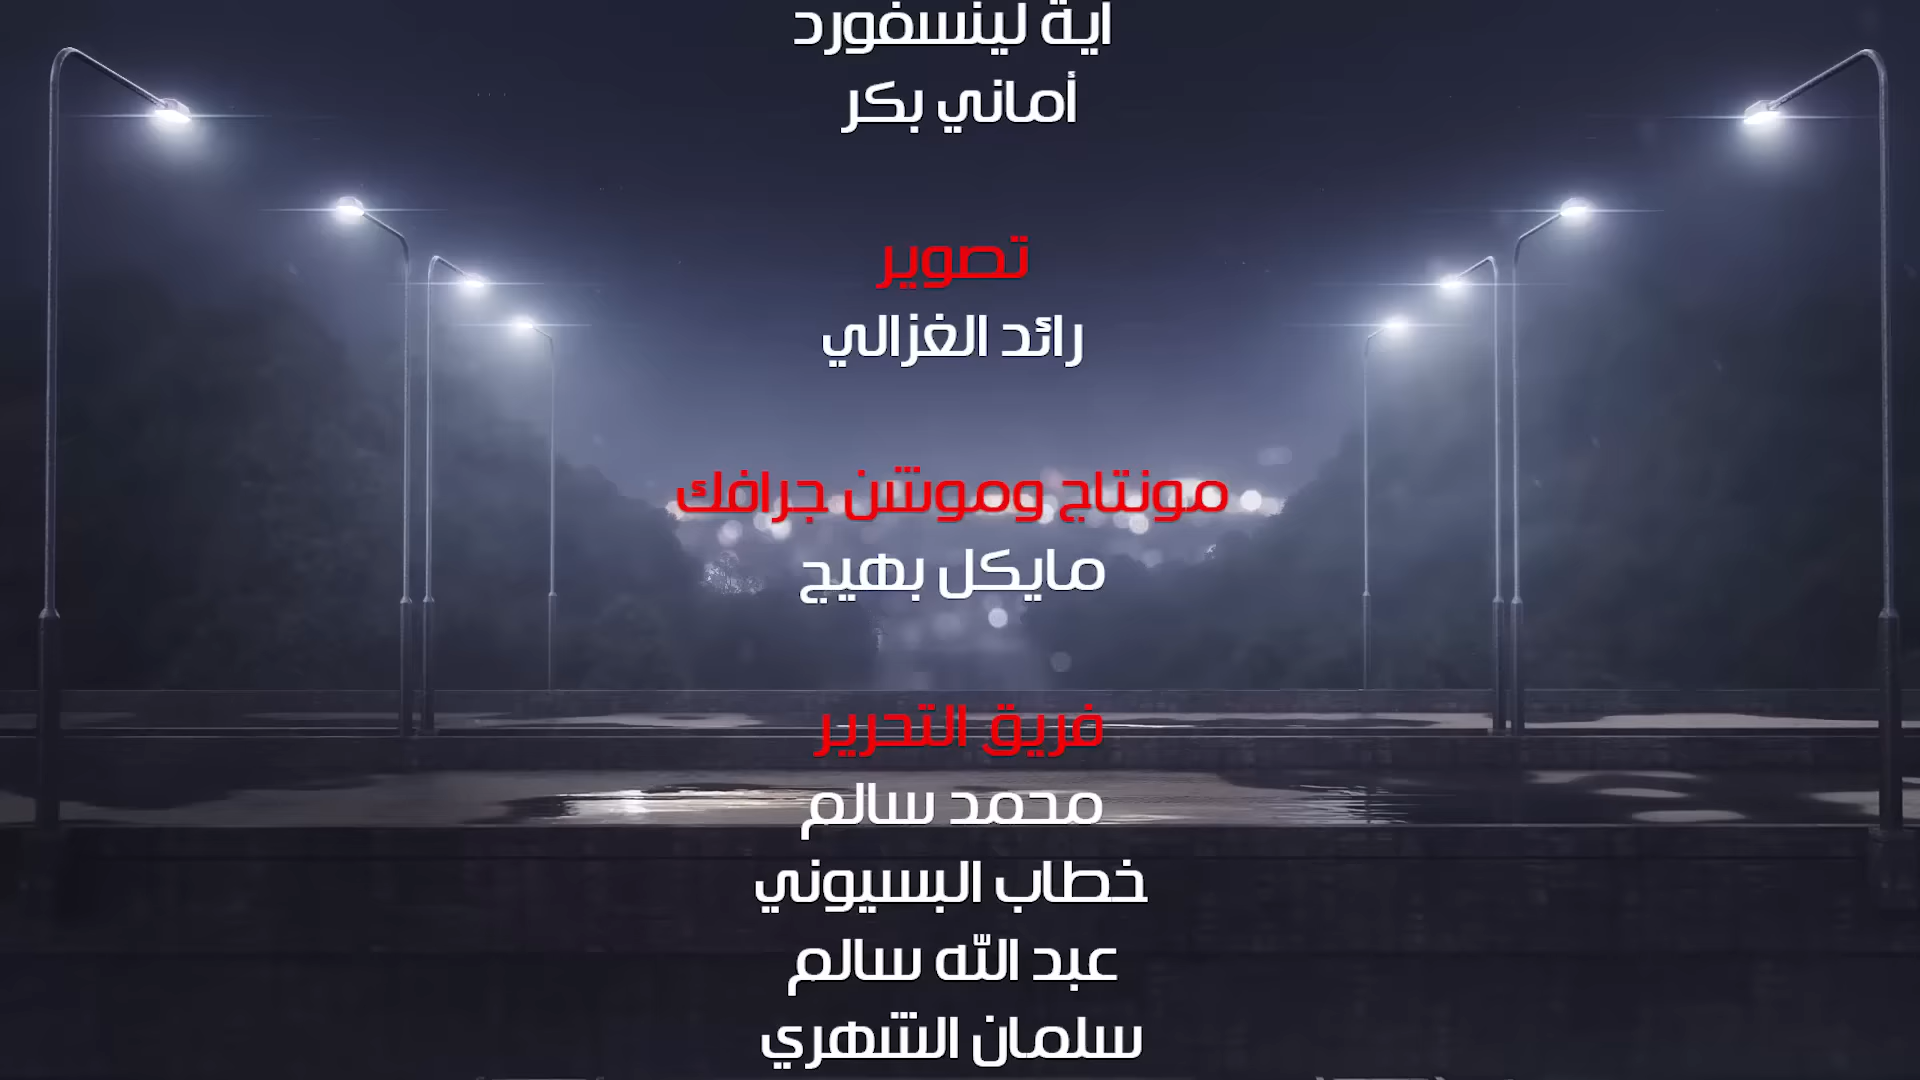 آية لينسفورد
أماني بكر
تصوير
رائد الغزالي
مونتاج وموشن جرافك
مايكل بهيج
فريق التحرير
محمد سالم
خطاب البسيوني
عبد الله سالم
سلمان الشهري